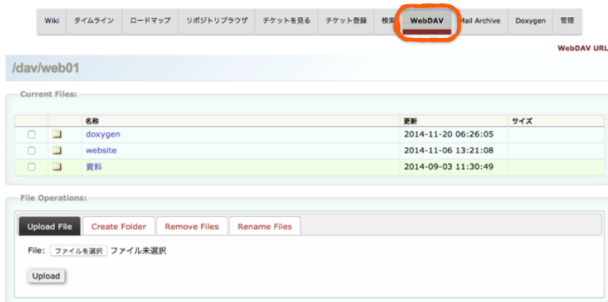 Wiki タイムライン ロードマップ リポジトリブラウザ チケットを見る チケット登録 検索 WebDAV Mail Archive Doxygen 管理
WebDAV URL
/dav/web01
Current Files:
名称 更新 サイズ
doxygen 2014-11-20 06:26:05
website 2014-11-06 13:21:08
資料 2014-09-03 11:30:49
File Operations:
Upload File Create Folder Remove Files Rename Files
File: ファイルを選択 ファイル未選択
Upload